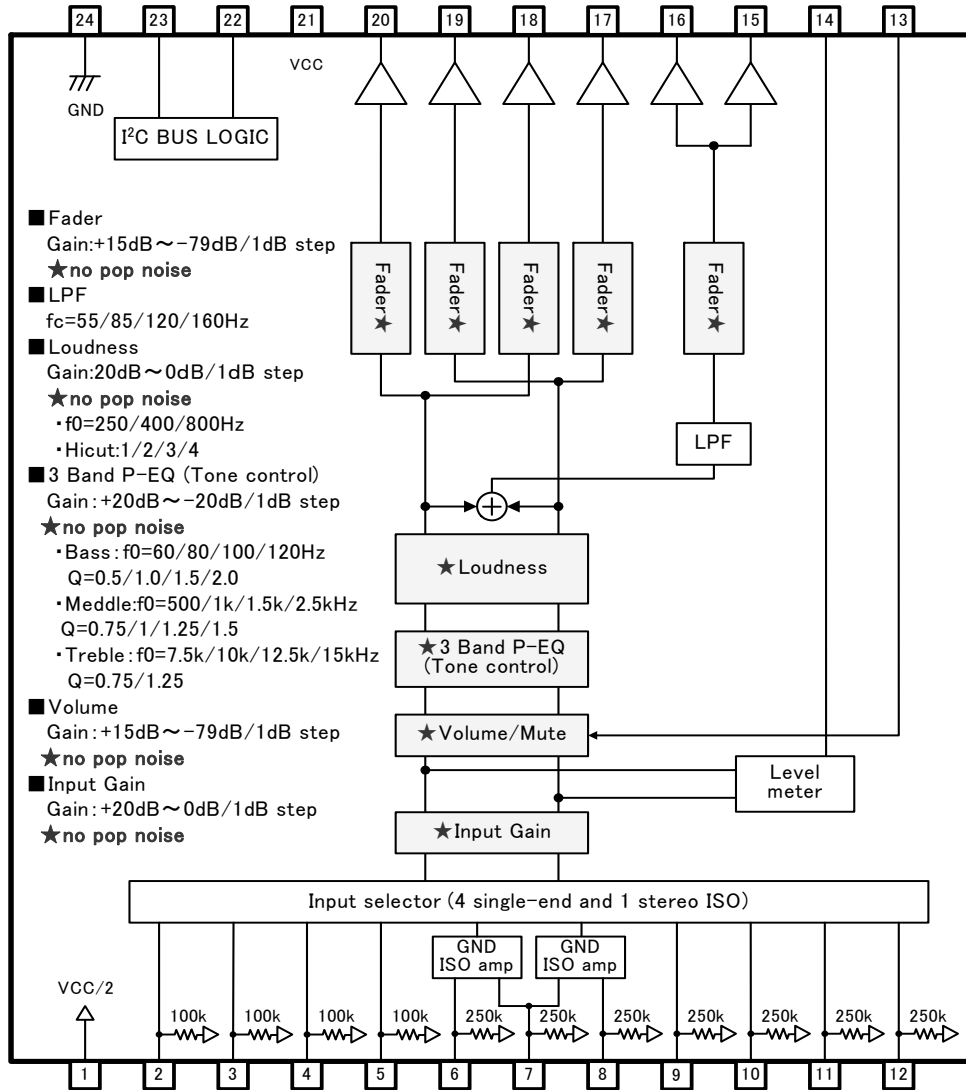 24 23 22 21 20 19 18 17 16 15 14 13
VCC
GND
I²C BUS LOGIC
■Fader
Gain:+15dB～-79dB/1dB step
★no pop noise
■LPF
fc=55/85/120/160Hz
■Loudness
Gain:20dB～0dB/1dB step
★no pop noise
・f0=250/400/800Hz
・Hicut:1/2/3/4
■3 Band P-EQ (Tone control)
Gain:+20dB～-20dB/1dB step
★no pop noise
・Bass:f0=60/80/100/120Hz
Q=0.5/1.0/1.5/2.0
・Meddle:f0=500/1k/1.5k/2.5kHz
Q=0.75/1/1.25/1.5
・Treble:f0=7.5k/10k/12.5k/15kHz
Q=0.75/1.25
■Volume
Gain:+15dB～-79dB/1dB step
★no pop noise
■Input Gain
Gain:+20dB～0dB/1dB step
★no pop noise
Fader★
Fader★
Fader★
Fader★
Fader★
LPF
★Loudness
★3 Band P-EQ
(Tone control)
★Volume/Mute
Level
meter
★Input Gain
Input selector (4 single-end and 1 stereo ISO)
GND
ISO amp
GND
ISO amp
VCC/2
100k 100k 100k 100k 250k 250k 250k 250k 250k 250k 250k
1 2 3 4 5 6 7 8 9 10 11 12